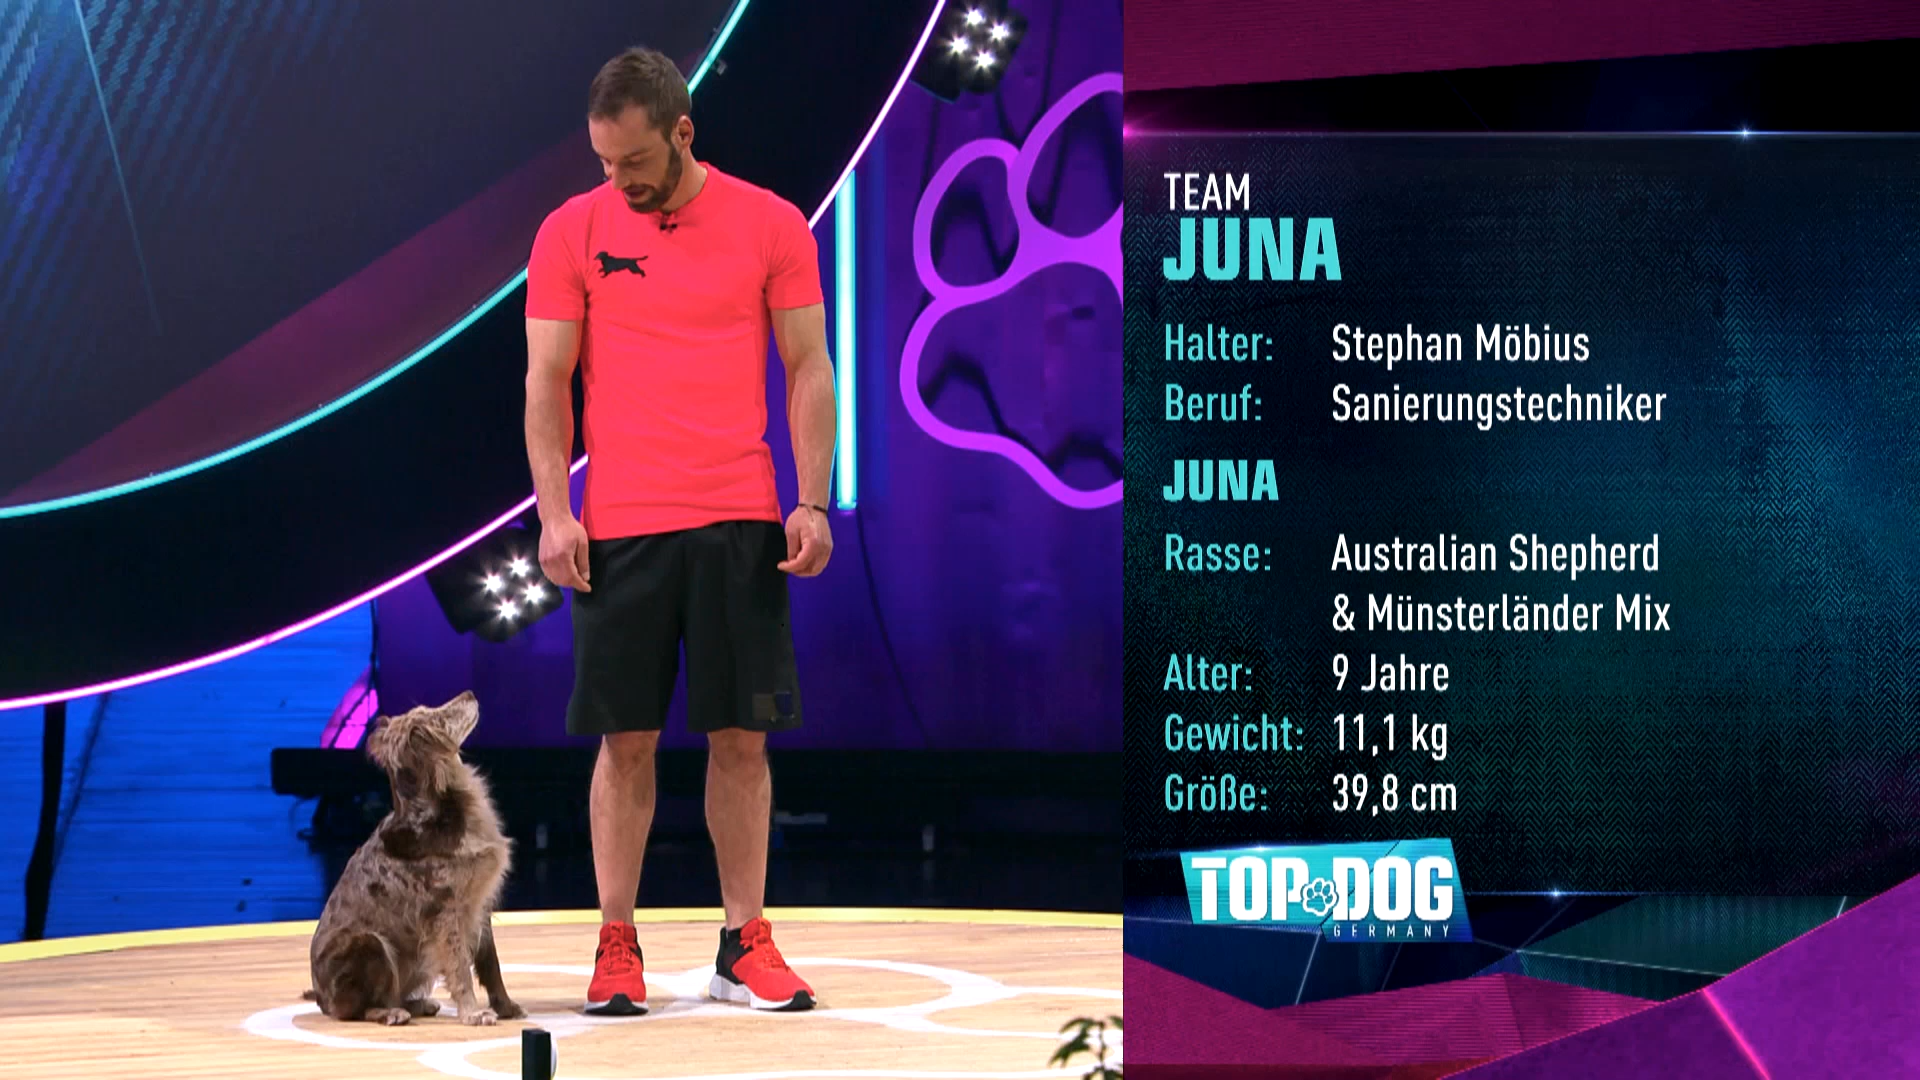 TEAM
JUNA
Halter: Stephan Möbius
Beruf: Sanierungstechniker
JUNA
Rasse: Australian Shepherd
& Münsterländer Mix
Alter: 9 Jahre
Gewicht: 11,1 kg
Größe: 39,8 cm
TOP DOG
GERMANY